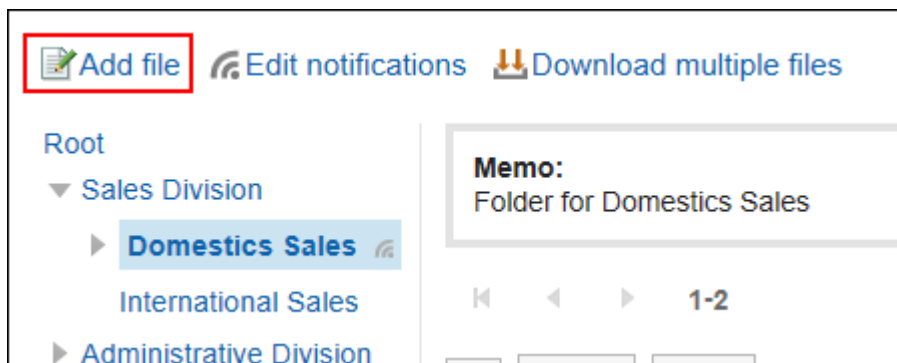 Add file Edit notifications Download multiple files
Root
Sales Division
Domestics Sales
International Sales
Administrative Division
Memo:
Folder for Domestics Sales
1-2